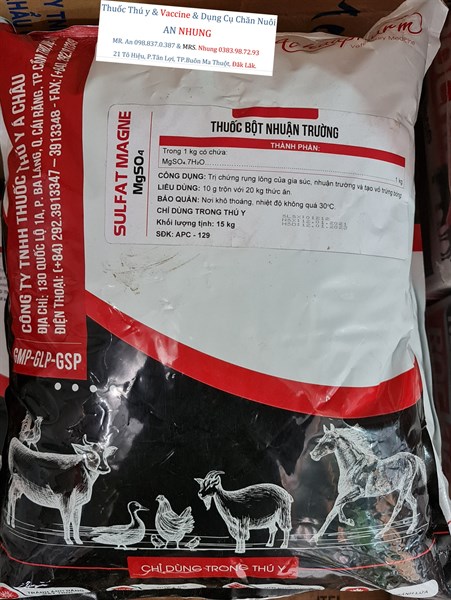 Thuốc Thú y & Vaccine & Dụng Cụ Chăn Nuôi
AN NHUNG
MR. An 098.837.0.387 & MRS. Nhung 0383.98.72.93
21 Tô Hiệu, P.Tân Lợi, TP.Buôn Ma Thuột, Đăk Lăk.
CÔNG TY TNHH THUỐC THÚ Y Á CHÂU
ĐỊA CHỈ: 130 QUỐC LỘ 1A, P. BA LÁNG, Q. CÁI RĂNG, TP.CẦN THƠ
ĐIỆN THOẠI: (+84) 292.3913347 – 3913348 - FAX: (+84)
GMP-GLP-GSP
SULFAT MAGNE
MgSO4
THUỐC BỘT NHUẬN TRƯỜNG
THÀNH PHẦN:
Trong 1 kg có chứa:
MgSO4.7H2O 1 kg
CÔNG DỤNG: Trị chứng rụng lông của gia súc, nhuận trường và tạo vỏ trứng bóng
LIỀU DÙNG: 10 g trộn với 20 kg thức ăn.
BẢO QUẢN: Nơi khô thoáng, nhiệt độ không quá 30°C.
CHỈ DÙNG TRONG THÚ Y
Khối lượng tịnh: 15 kg
SĐK: APC - 129
CHỈ DÙNG TRONG THÚ Y